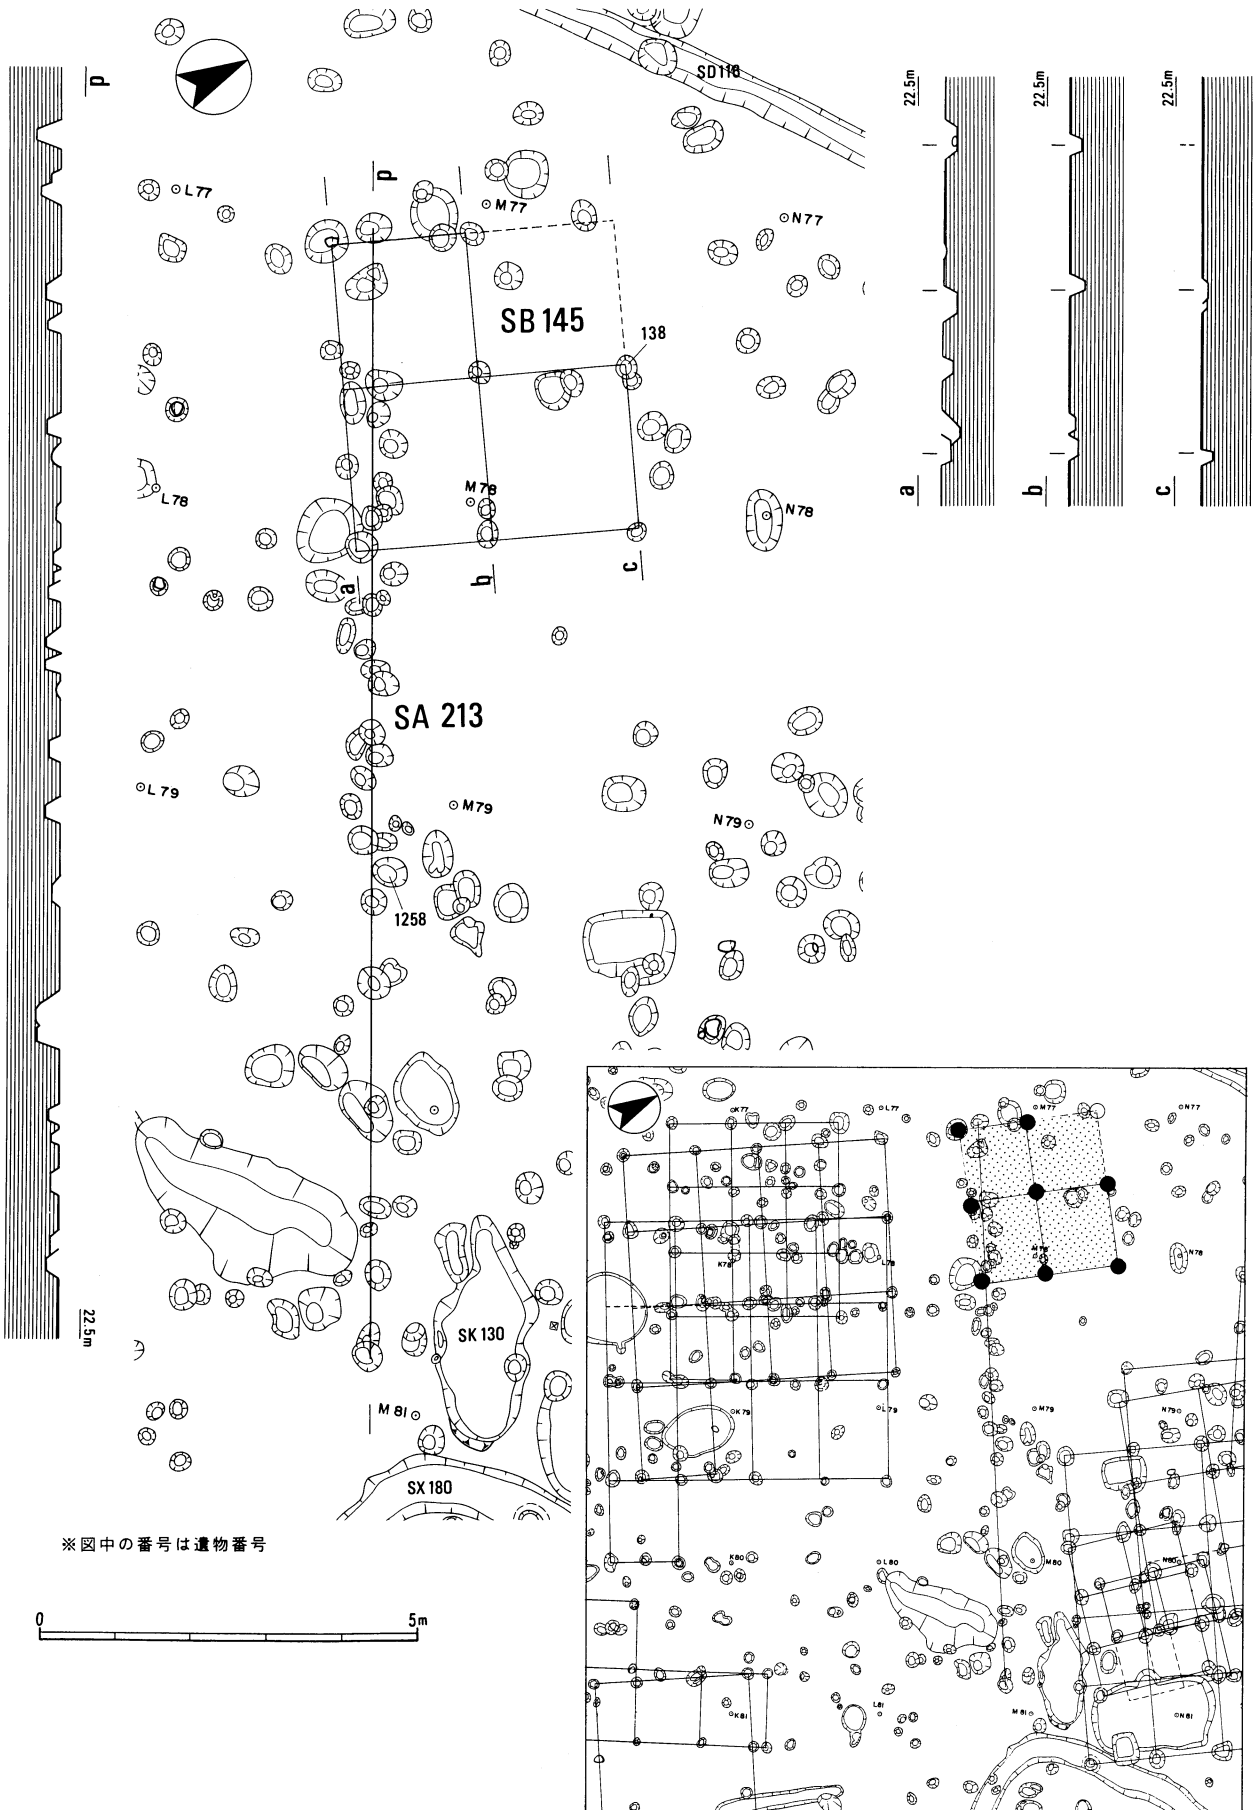 SD116
22.5m
22.5m
22.5m
d
d
L77
M77
N77
SB145
138
L78
M78
N78
a
b
c
a
b
c
SA 213
L79
M79
N79
1258
22.5m
SK130
M81
SX180
※図中の番号は遺物番号
0
5m
K77
L77
M77
N77
K78
L78
M78
N78
K79
L79
M79
N79
K80
L80
M80
N80
K81
L81
M81
N81